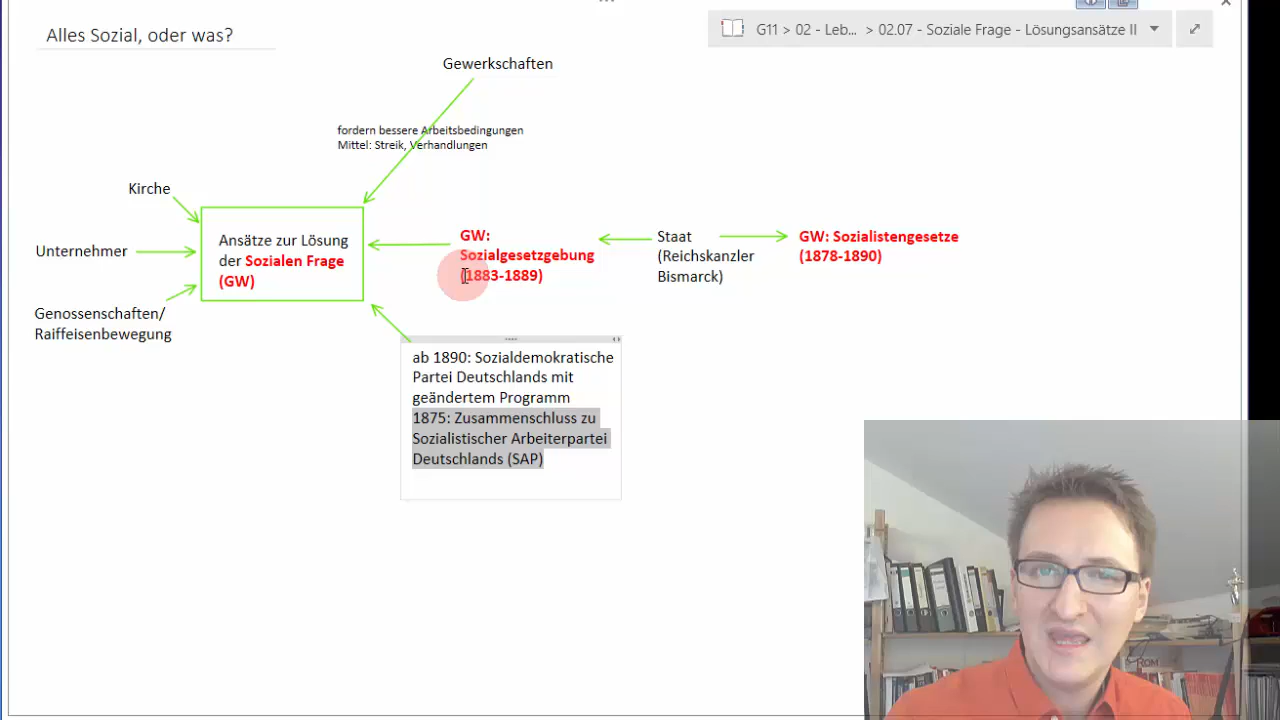 Alles Sozial, oder was?
G11 > 02 - Leb... > 02.07 - Soziale Frage - Lösungsansätze II
Gewerkschaften
fordern bessere Arbeitsbedingungen
Mittel: Streik, Verhandlungen
Kirche
Unternehmer
Genossenschaften/
Raiffeisenbewegung
Ansätze zur Lösung
der Sozialen Frage
(GW)
GW:
Sozialgesetzgebung
(1883-1889)
Staat
(Reichskanzler
Bismarck)
GW: Sozialistengesetze
(1878-1890)
ab 1890: Sozialdemokratische
Partei Deutschlands mit
geändertem Programm
1875: Zusammenschluss zu
Sozialistischer Arbeiterpartei
Deutschlands (SAP)
ROM